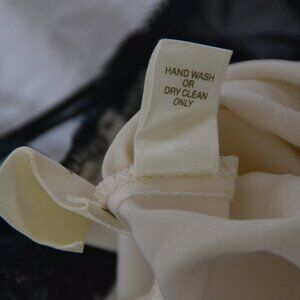 HAND WASH
OR
DRY CLEAN
ONLY